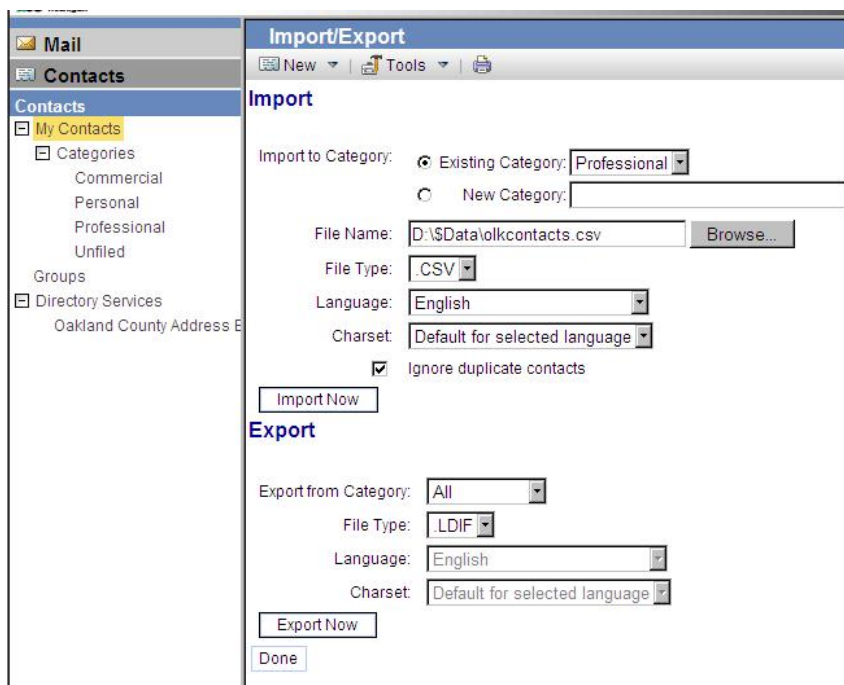 Mail
Contacts
Contacts
My Contacts
Categories
Commercial
Personal
Professional
Unfiled
Groups
Directory Services
Oakland County Address
Import/Export
New | Tools |
Import
Import to Category: Existing Category: Professional
New Category:
File Name: D:\$Data\olkcontacts.csv Browse...
File Type: .CSV
Language: English
Charset: Default for selected language
Ignore duplicate contacts
Import Now
Export
Export from Category: All
File Type: .LDIF
Language: English
Charset: Default for selected language
Export Now
Done